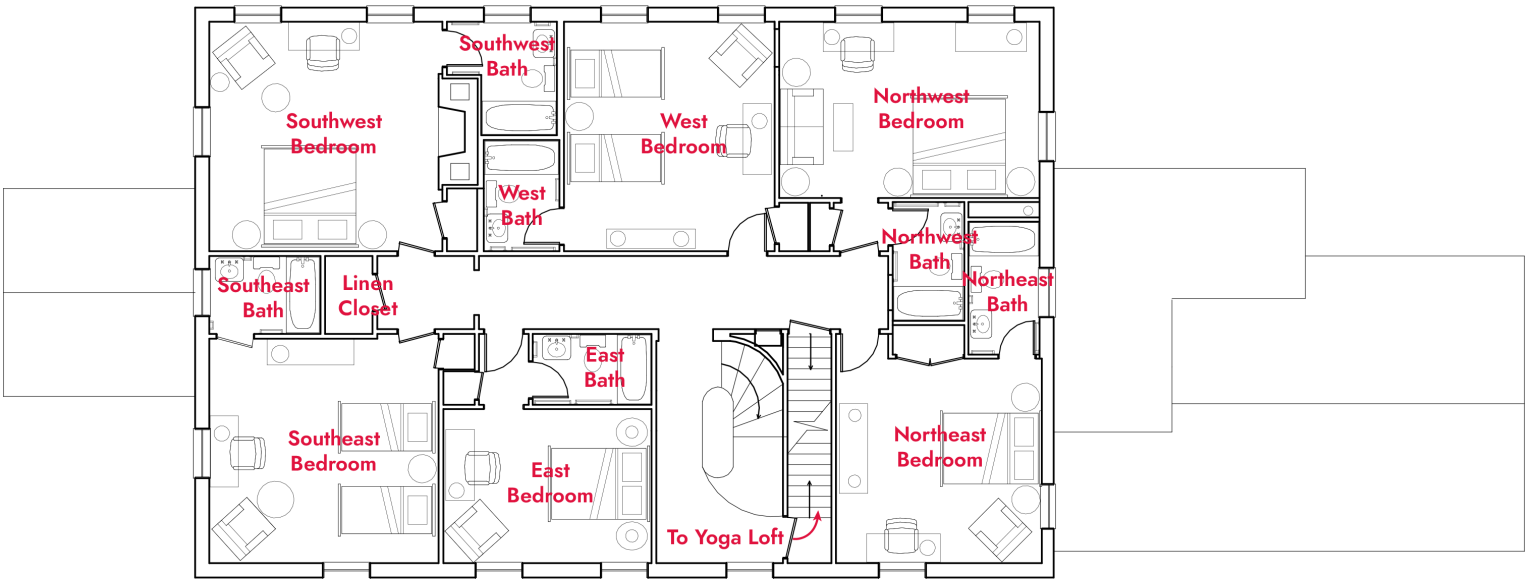 Southwest
Bath
Southwest
Bedroom
West
Bedroom
Northwest
Bedroom
West
Bath
Northwest
Bath
Northeast
Bath
Southeast
Bath
Linen
Closet
East
Bath
Southeast
Bedroom
East
Bedroom
Northeast
Bedroom
To Yoga Loft